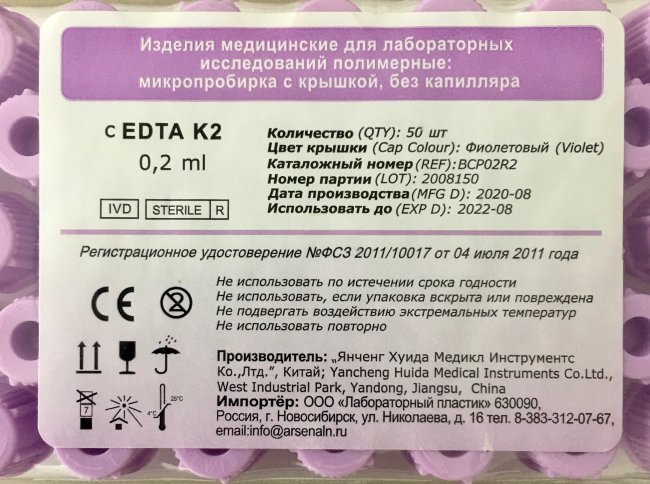 Изделия медицинские для лабораторных
исследований полимерные:
микропробирка с крышкой, без капилляра
с EDTA K2
0,2 ml
IVD STERILE R
Количество (QTY): 50 шт
Цвет крышки (Cap Colour): Фиолетовый (Violet)
Каталожный номер (REF):BCP02R2
Номер партии (LOT): 2008150
Дата производства(MFG D): 2020-08
Использовать до (EXP D): 2022-08
Регистрационное удостоверение №ФСЗ 2011/10017 от 04 июля 2011 года
CE
2
Не использовать по истечении срока годности
Не использовать, если упаковка вскрыта или повреждена
Не подвергать воздействию экстремальных температур
Не использовать повторно
7
4°C
25°C
Производитель: „Янченг Хуида Медикл Инструментс
Ко.,Лтд.”, Китай; Yancheng Huida Medical Instruments Co.Ltd.,
West Industrial Park, Yandong, Jiangsu, China
Импортёр: ООО «Лабораторный пластик» 630090,
Россия, г. Новосибирск, ул. Николаева, д. 16 тел. 8-383-312-07-67,
email:info@arsenaln.ru